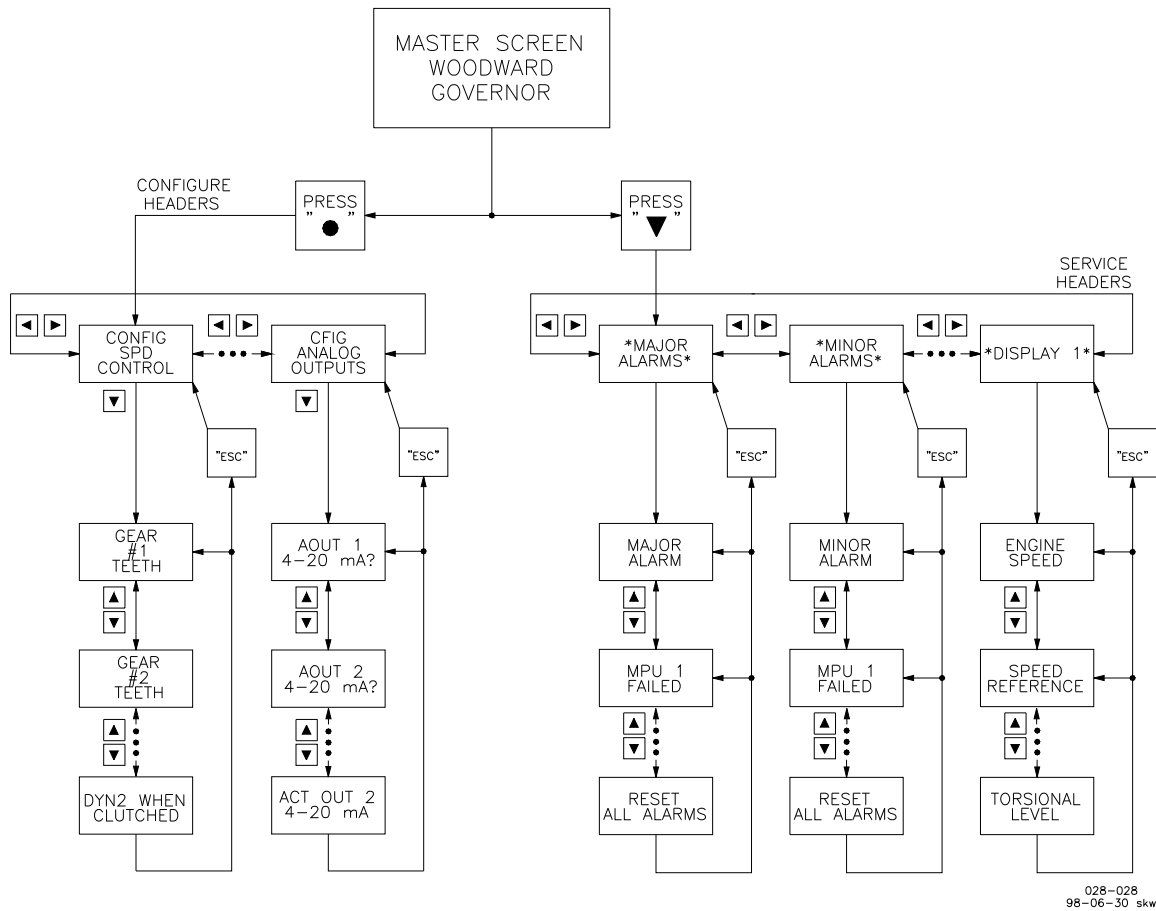 MASTER SCREEN
WOODWARD
GOVERNOR
CONFIGURE
HEADERS
PRESS
" ● "
PRESS
" ▼ "
SERVICE
HEADERS
CONFIG
SPD
CONTROL
CFIG
ANALOG
OUTPUTS
*MAJOR
ALARMS*
*MINOR
ALARMS*
*DISPLAY 1*
"ESC"
"ESC"
"ESC"
"ESC"
"ESC"
GEAR
#1
TEETH
AOUT 1
4-20 mA?
MAJOR
ALARM
MINOR
ALARM
ENGINE
SPEED
GEAR
#2
TEETH
AOUT 2
4-20 mA?
MPU 1
FAILED
MPU 1
FAILED
SPEED
REFERENCE
DYN2 WHEN
CLUTCHED
ACT OUT 2
4-20 mA
RESET
ALL ALARMS
RESET
ALL ALARMS
TORSIONAL
LEVEL
028-028
98-06-30 skw